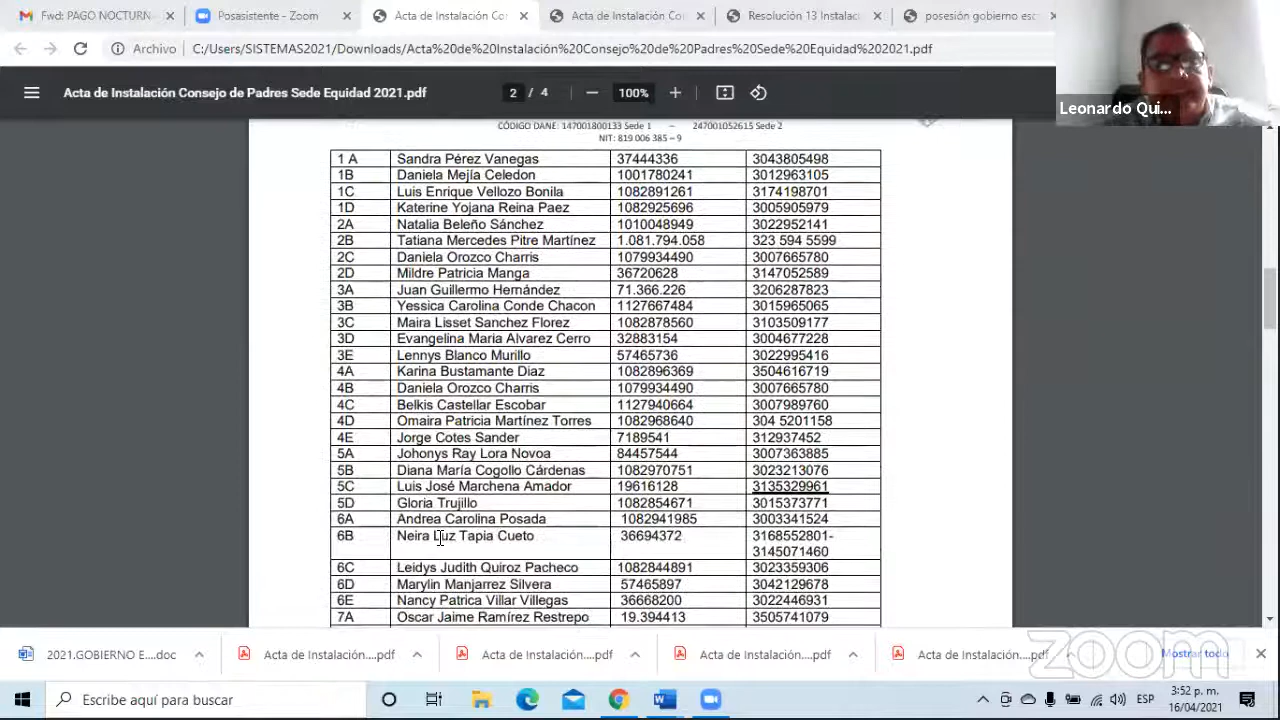 Fwd: PAGO NOCTURN
Posasistente - Zoom
Acta de Instalación Con
Acta de Instalación Con
Resolución 13 Instalac
posesión gobierno esc
Archivo C:/Users/SISTEMAS2021/Downloads/Acta%20de%20Instalación%20Consejo%20de%20Padres%20Sede%20Equidad%202021.pdf
Acta de Instalación Consejo de Padres Sede Equidad 2021.pdf 2 / 4 100%
Leonardo Qui...
CÓDIGO DANE: 147001800133 Sede 1 – 247001052615 Sede 2
NIT: 819 006 385 – 9
1 A Sandra Pérez Vanegas 37444336 3043805498
1B Daniela Mejía Celedon 1001780241 3012963105
1C Luis Enrique Vellozo Bonila 1082891261 3174198701
1D Katerine Yojana Reina Paez 1082925696 3005905979
2A Natalia Beleño Sánchez 1010048949 3022952141
2B Tatiana Mercedes Pitre Martínez 1.081.794.058 323 594 5599
2C Daniela Orozco Charris 1079934490 3007665780
2D Mildre Patricia Manga 36720628 3147052589
3A Juan Guillermo Hernández 71.366.226 3206287823
3B Yessica Carolina Conde Chacon 1127667484 3015965065
3C Maira Lisset Sanchez Florez 1082878560 3103509177
3D Evangelina Maria Alvarez Cerro 32883154 3004677228
3E Lennys Blanco Murillo 57465736 3022995416
4A Karina Bustamante Diaz 1082896369 3504616719
4B Daniela Orozco Charris 1079934490 3007665780
4C Belkis Castellar Escobar 1127940664 3007989760
4D Omaira Patricia Martínez Torres 1082968640 304 5201158
4E Jorge Cotes Sander 7189541 312937452
5A Johonys Ray Lora Novoa 84457544 3007363885
5B Diana María Cogollo Cárdenas 1082970751 3023213076
5C Luis José Marchena Amador 19616128 3135329961
5D Gloria Trujillo 1082854671 3015373771
6A Andrea Carolina Posada 1082941985 3003341524
6B Neira Luz Tapia Cueto 36694372 3168552801-
3145071460
6C Leidys Judith Quiroz Pacheco 1082844891 3023359306
6D Marylin Manjarrez Silvera 57465897 3042129678
6E Nancy Patrica Villar Villegas 36668200 3022446931
7A Oscar Jaime Ramírez Restrepo 19.394413 3505741079
2021.GOBIERNO E....doc
Acta de Instalación....pdf
Acta de Instalación....pdf
Acta de Instalación....pdf
Acta de Instalación....pdf
Mostrar todo
zoom
Escribe aquí para buscar
ESP
3:52 p. m.
16/04/2021